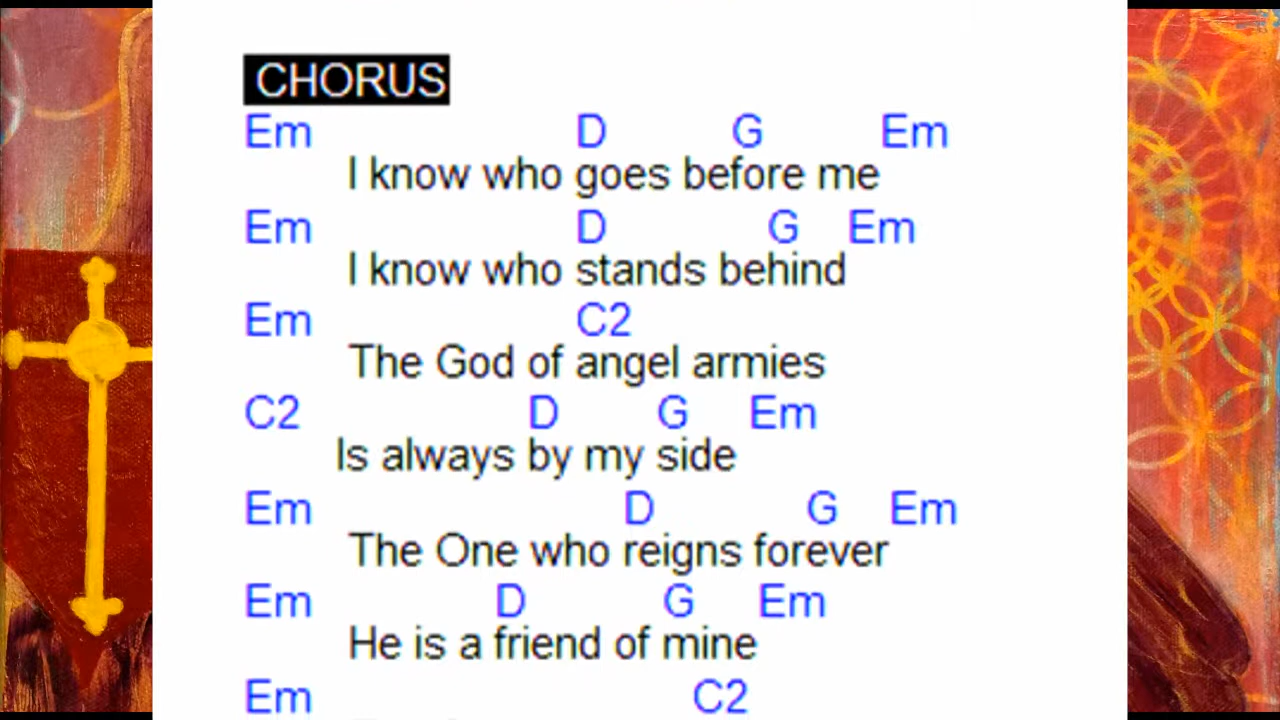 CHORUS
Em D G Em
I know who goes before me
Em D G Em
I know who stands behind
Em C2
The God of angel armies
C2 D G Em
Is always by my side
Em D G Em
The One who reigns forever
Em D G Em
He is a friend of mine
Em C2